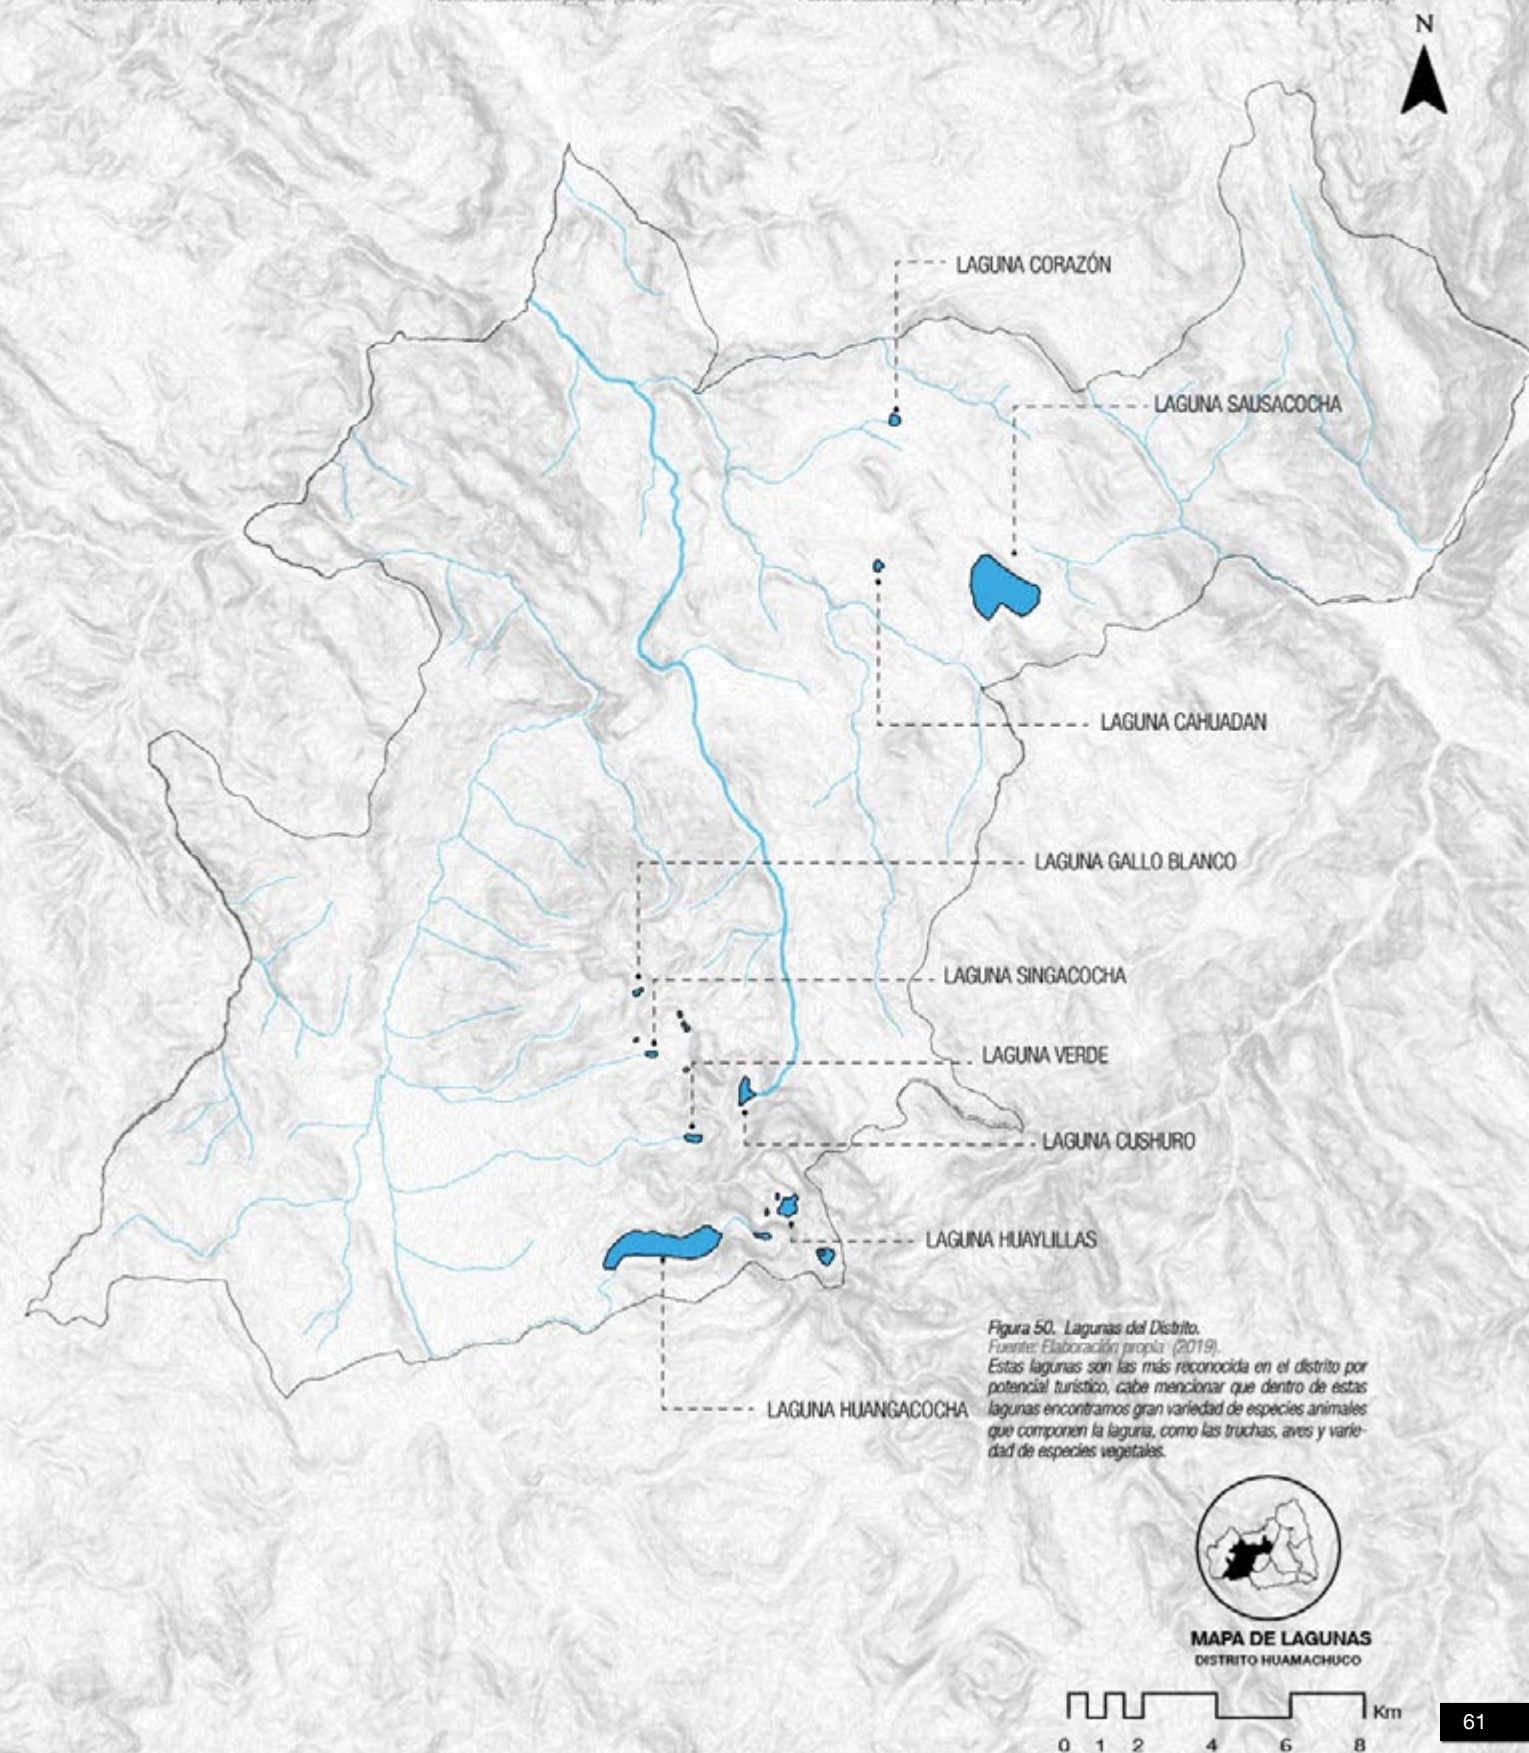 N
LAGUNA CORAZÓN
LAGUNA SAUSACOCHA
LAGUNA CAHUADAN
LAGUNA GALLO BLANCO
LAGUNA SINGACOCHA
LAGUNA VERDE
LAGUNA CUSHURO
LAGUNA HUAYLILLAS
LAGUNA HUANGACOCHA
Figura 50. Lagunas del Distrito.
Fuente: Elaboración propia (2019).
Estas lagunas son las más reconocida en el distrito por
potencial turístico, cabe mencionar que dentro de estas
lagunas encontramos gran variedad de especies animales
que componen la laguna, como las truchas, aves y varie-
dad de especies vegetales.
MAPA DE LAGUNAS
DISTRITO HUAMACHUCO
Km
0 1 2 4 6 8
61